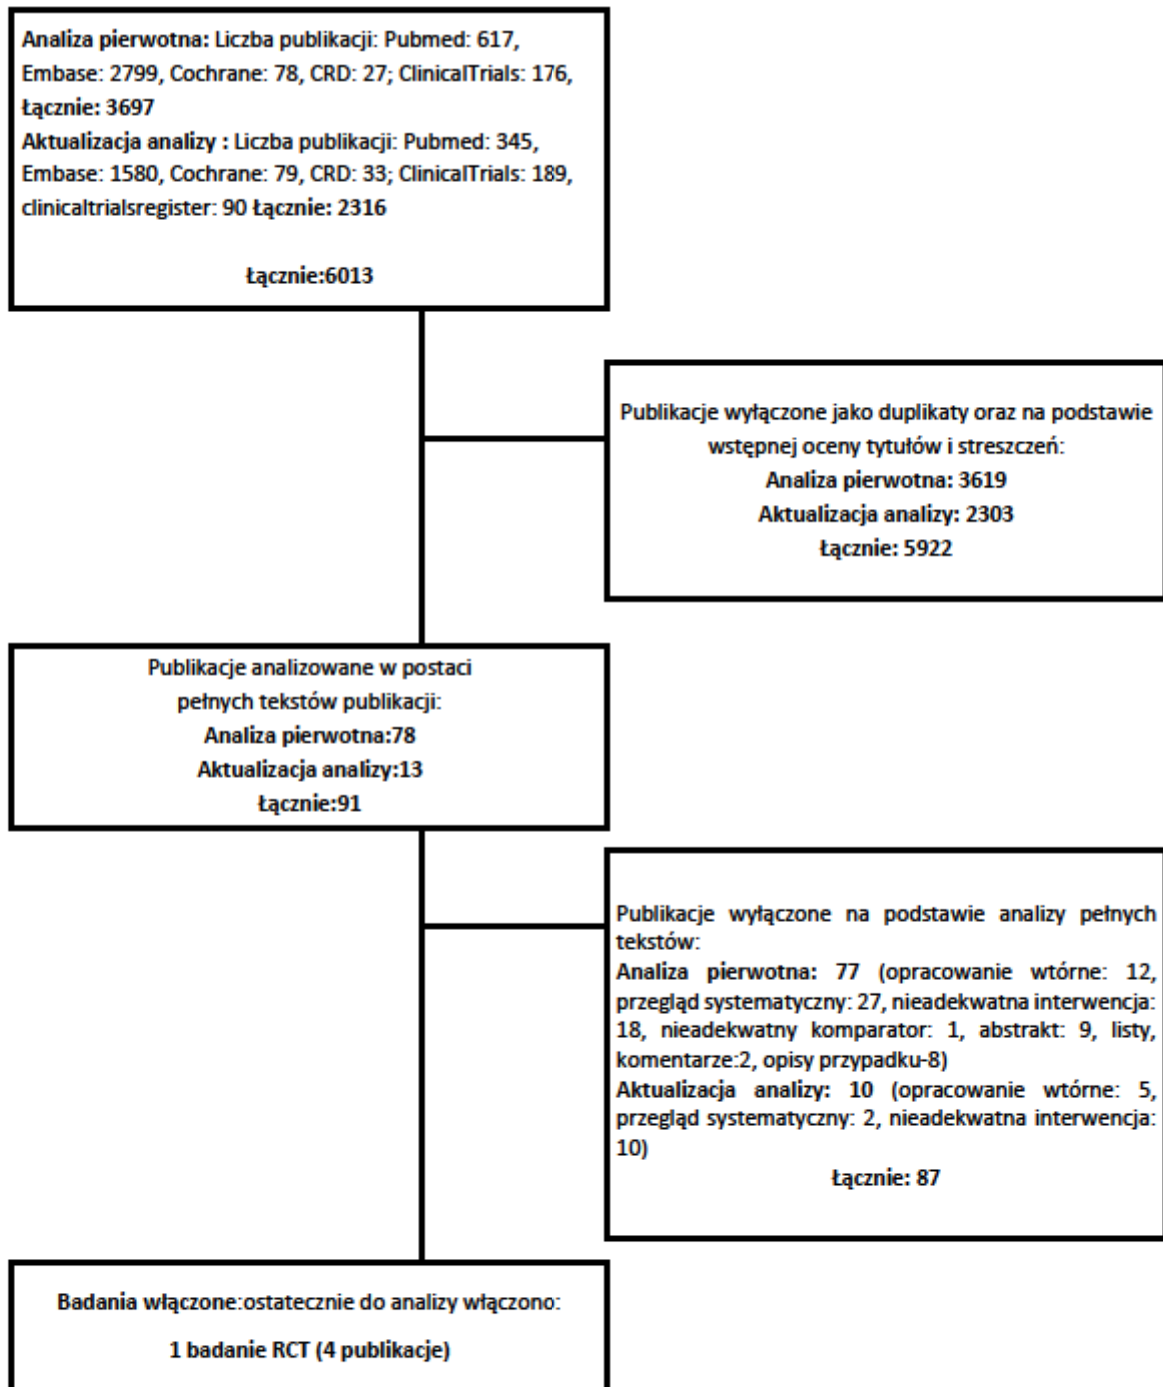 Analiza pierwotna: Liczba publikacji: Pubmed: 617,
Embase: 2799, Cochrane: 78, CRD: 27; ClinicalTrials: 176,
Łącznie: 3697
Aktualizacja analizy : Liczba publikacji: Pubmed: 345,
Embase: 1580, Cochrane: 79, CRD: 33; ClinicalTrials: 189,
clinicaltrialsregister: 90 Łącznie: 2316
Łącznie:6013
Publikacje wyłączone jako duplikaty oraz na podstawie
wstępnej oceny tytułów i streszczeń:
Analiza pierwotna: 3619
Aktualizacja analizy: 2303
Łącznie: 5922
Publikacje analizowane w postaci
pełnych tekstów publikacji:
Analiza pierwotna:78
Aktualizacja analizy:13
Łącznie:91
Publikacje wyłączone na podstawie analizy pełnych
tekstów:
Analiza pierwotna: 77 (opracowanie wtórne: 12,
przegląd systematyczny: 27, nieadekwatna interwencja:
18, nieadekwatny komparator: 1, abstrakt: 9, listy,
komentarze:2, opisy przypadku-8)
Aktualizacja analizy: 10 (opracowanie wtórne: 5,
przegląd systematyczny: 2, nieadekwatna interwencja:
10)
Łącznie: 87
Badania włączone:ostatecznie do analizy włączono:
1 badanie RCT (4 publikacje)